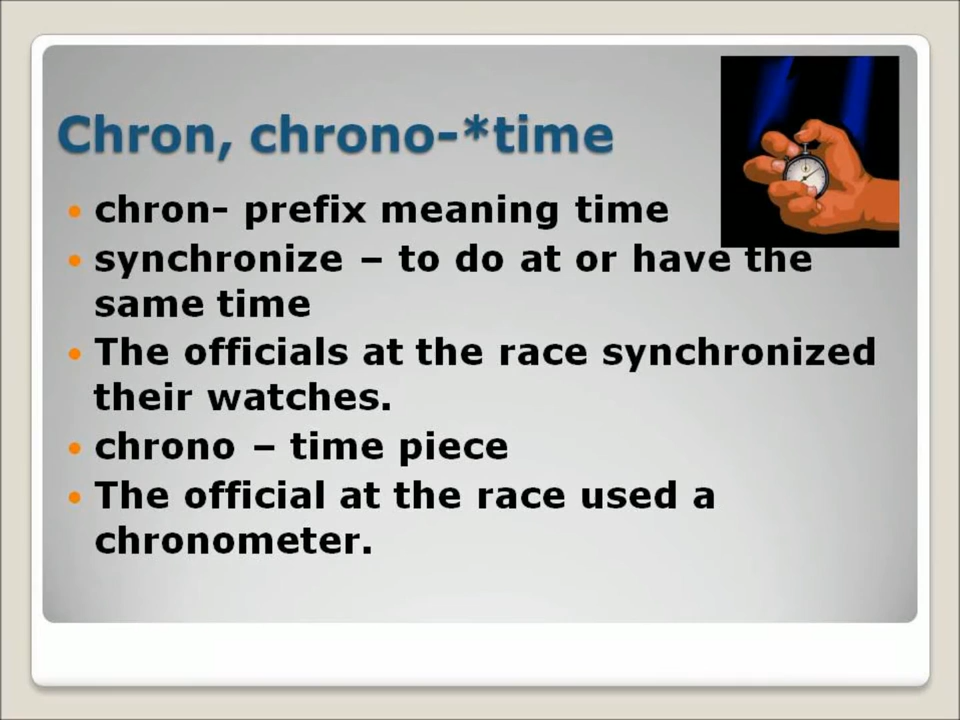 Chron, chrono-*time
• chron- prefix meaning time
• synchronize – to do at or have the
same time
• The officials at the race synchronized
their watches.
• chrono – time piece
• The official at the race used a
chronometer.